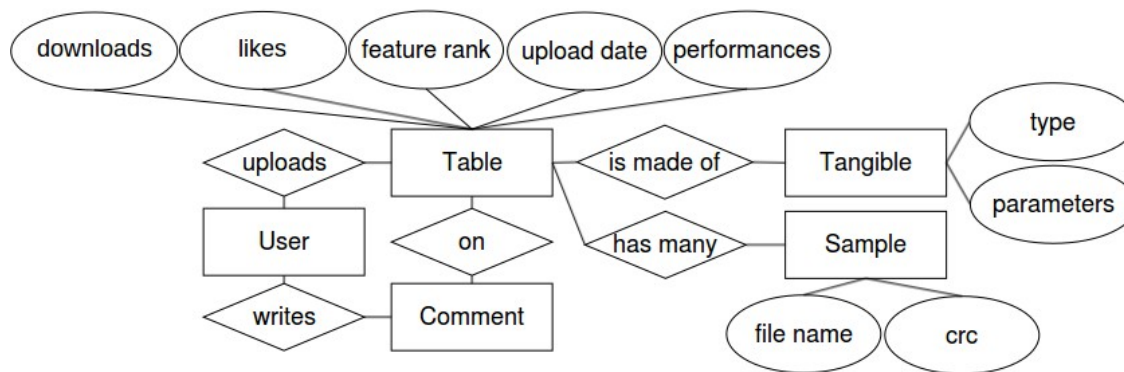 downloads
likes
feature rank
upload date
performances
uploads
Table
is made of
Tangible
type
parameters
User
on
has many
Sample
writes
Comment
file name
crc